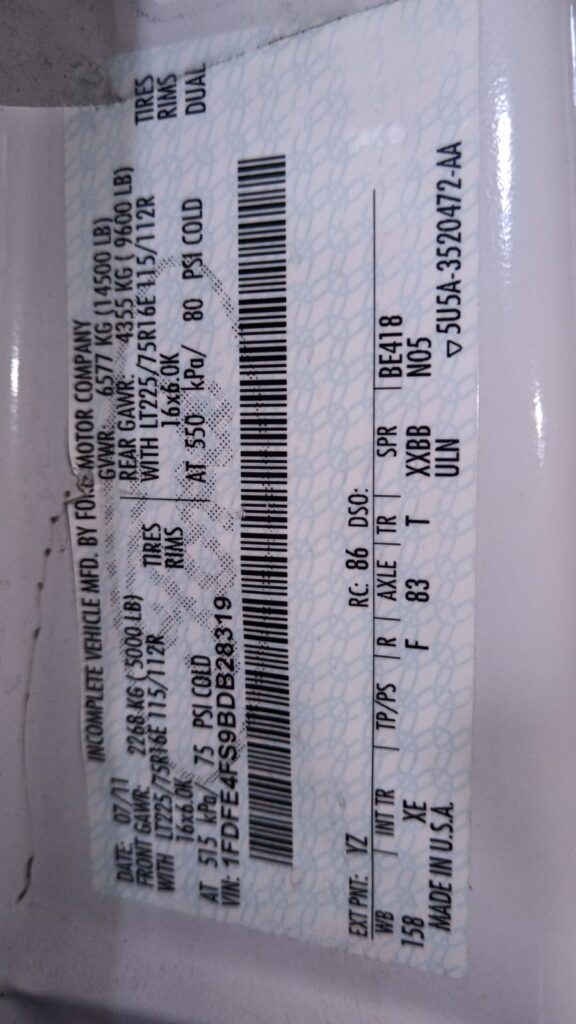 INCOMPLETE VEHICLE MFD. BY FORD MOTOR COMPANY
DATE: 07/11 GVWR: 6577 KG (14500 LB)
FRONT GAWR: 2268 KG (5000 LB) REAR GAWR: 4355 KG (9600 LB)
WITH LT225/75R16E 115/112R TIRES WITH LT225/75R16E 115/112R TIRES
16x6.0K RIMS 16x6.0K RIMS
AT 515 kPa/ 75 PSI COLD AT 550 kPa/ 80 PSI COLD DUAL
VIN: 1FDFE4FS9BDB28319
EXT PNT: YZ RC: 86 DSO:
WB INT TR TP/PS R AXLE TR SPR BE418
158 XE F 83 T XXBB N05
MADE IN U.S.A. ULN
▽5U5A-3520472-AA